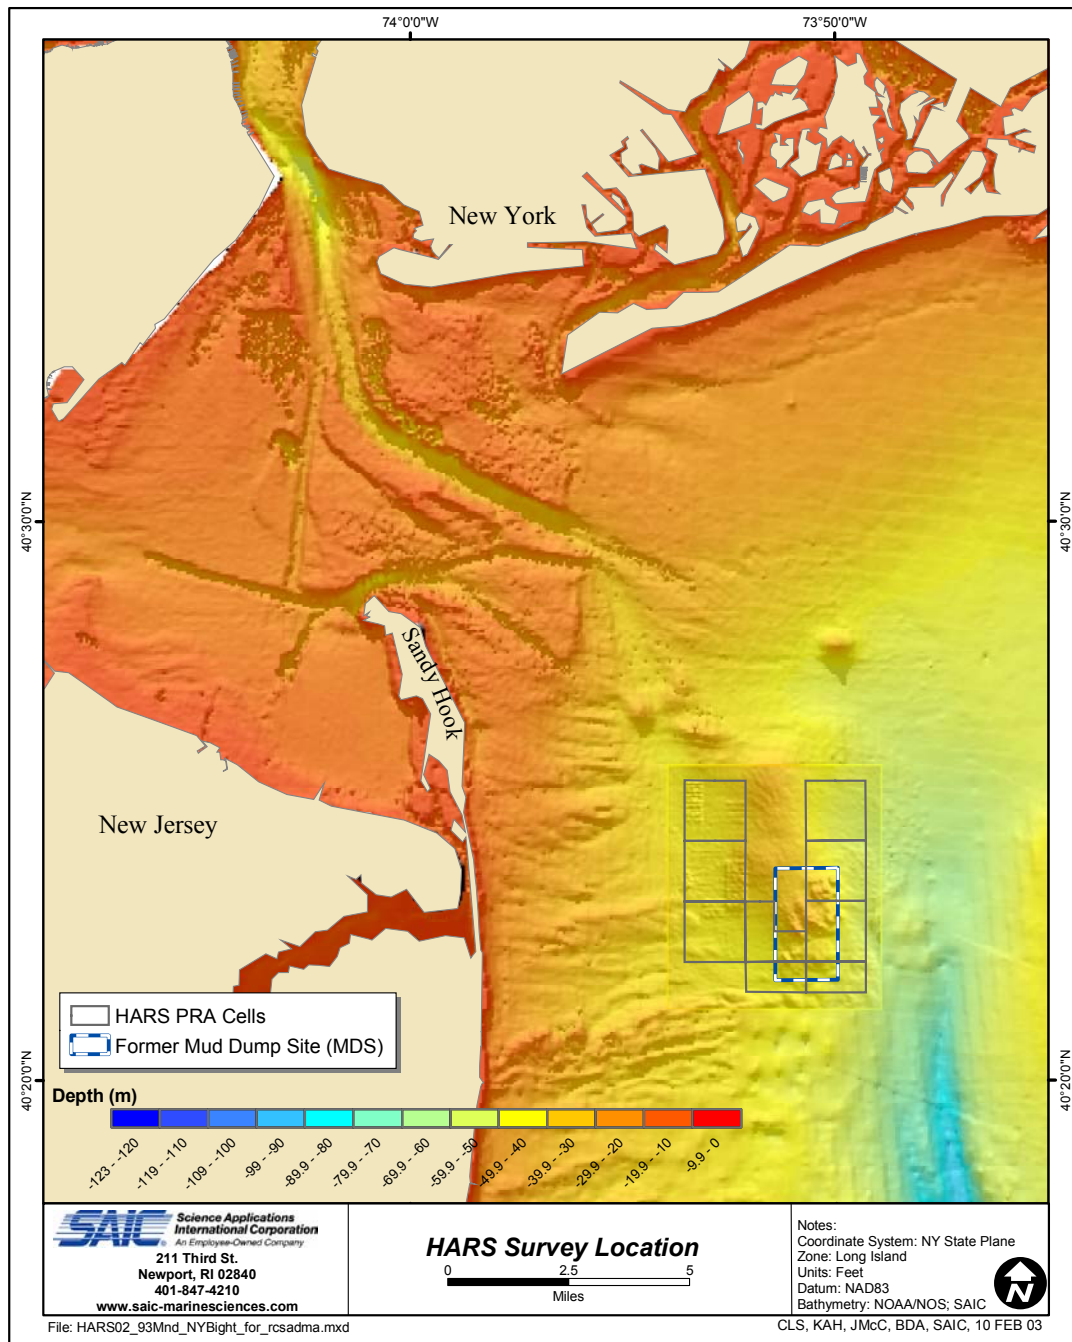 74°0'0"W
73°50'0"W
New York
40°30'0"N
40°30'0"N
Sandy Hook
New Jersey
HARS PRA Cells
Former Mud Dump Site (MDS)
40°20'0"N
40°20'0"N
Depth (m)
-123 - -120
-119 - -110
-109 - -100
-99 - -90
-89.9 - -80
-79.9 - -70
-69.9 - -60
-59.9 - -50
-49.9 - -40
-39.9 - -30
-29.9 - -20
-19.9 - -10
-9.9 - 0
SAIC
Science Applications
International Corporation
An Employee-Owned Company
211 Third St.
Newport, RI 02840
401-847-4210
www.saic-marinesciences.com
HARS Survey Location
0 2.5 5
Miles
Notes:
Coordinate System: NY State Plane
Zone: Long Island
Units: Feet
Datum: NAD83
Bathymetry: NOAA/NOS; SAIC
N
File: HARS02_93Mnd_NYBight_for_rcsadma.mxd
CLS, KAH, JMcC, BDA, SAIC, 10 FEB 03